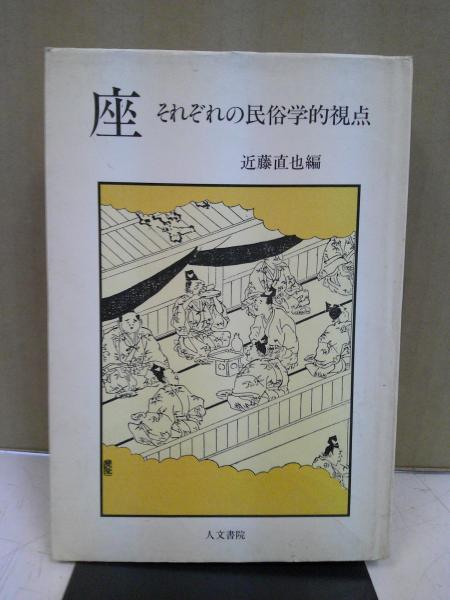 座 それぞれの民俗学的視点
近藤直也編
人文書院